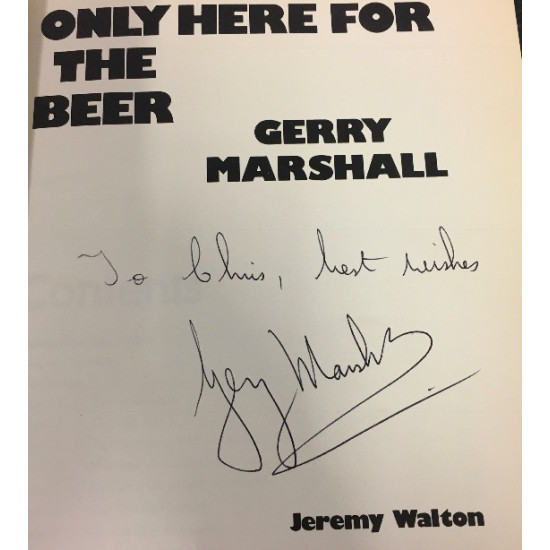 ONLY HERE FOR
THE
BEER
GERRY
MARSHALL
To Chris, best wishes
Gerry Marshall
Jeremy Walton